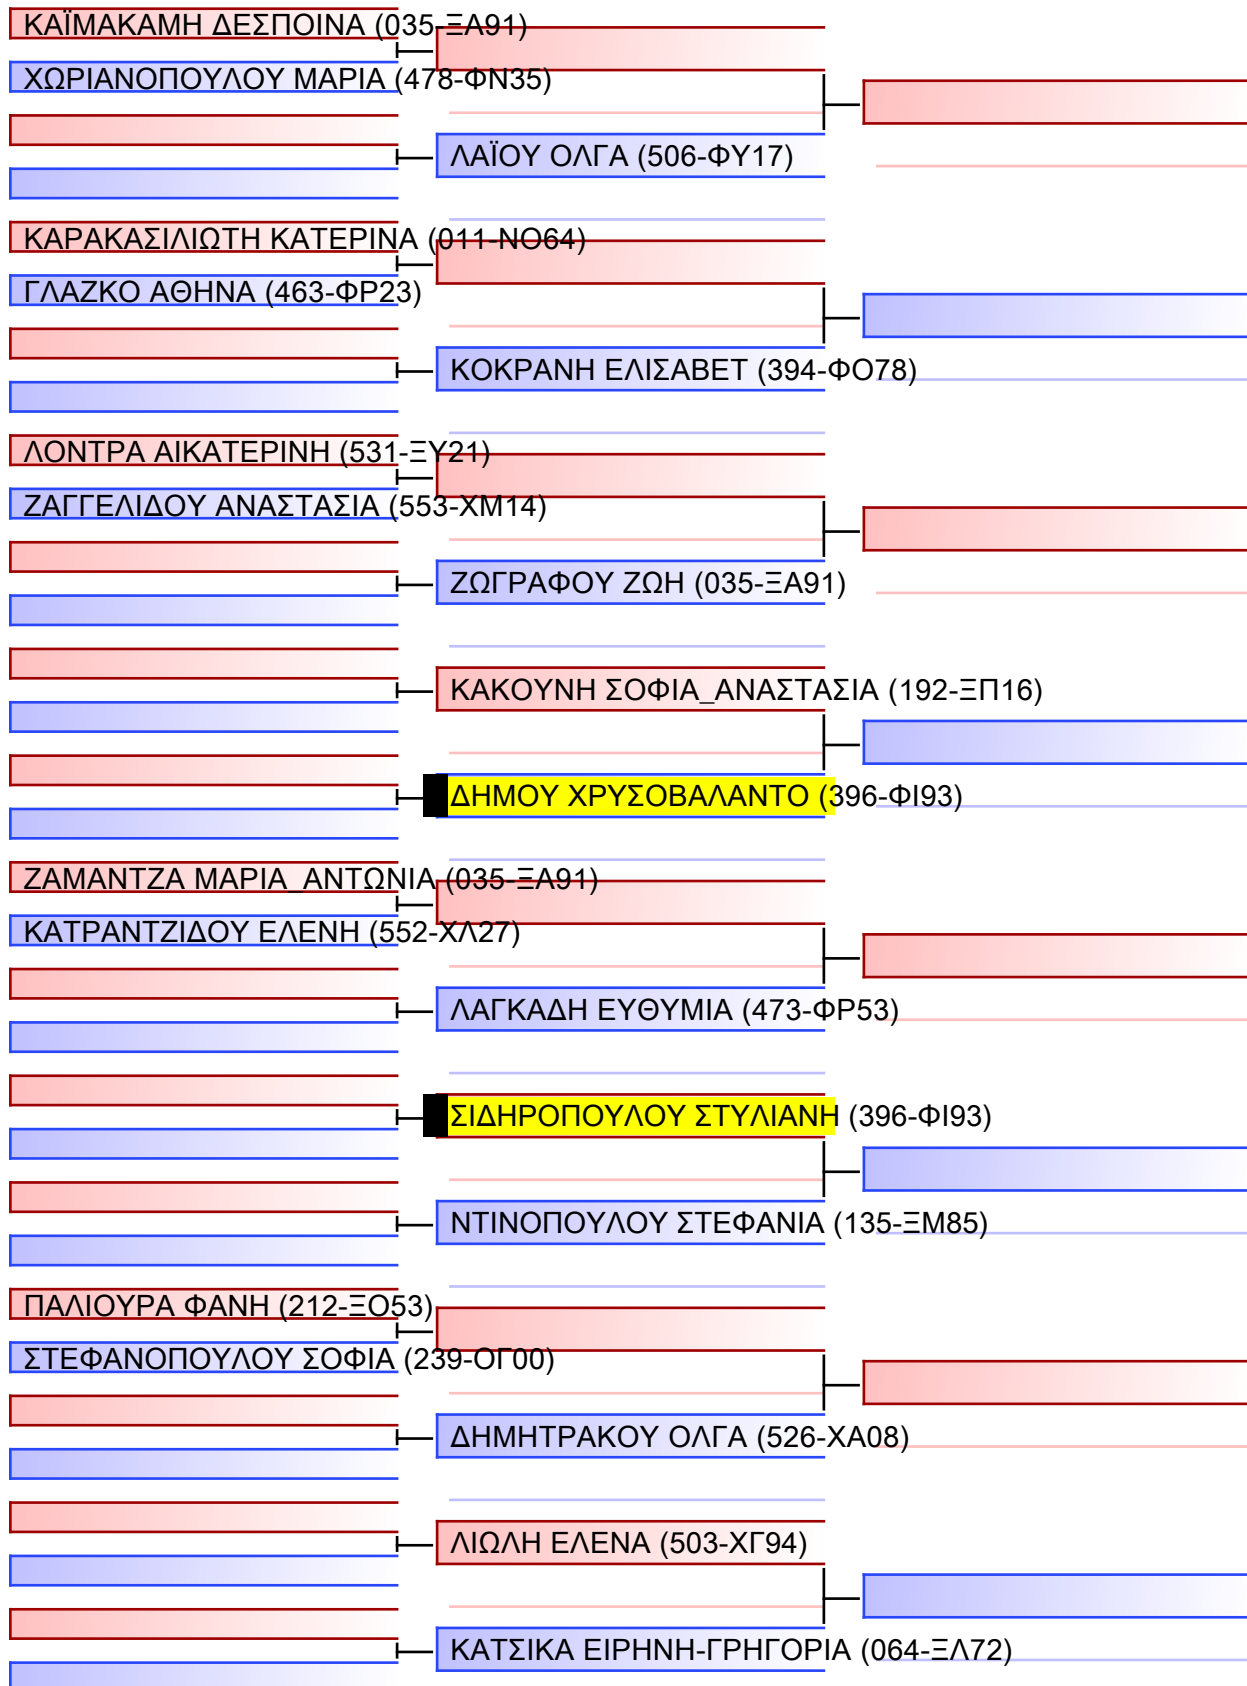 ΚΑΪΜΑΚΑΜΗ ΔΕΣΠΟΙΝΑ (035-ΞΑ91)
ΧΩΡΙΑΝΟΠΟΥΛΟΥ ΜΑΡΙΑ (478-ΦΝ35)
ΛΑΪΟΥ ΟΛΓΑ (506-ΦΥ17)
ΚΑΡΑΚΑΣΙΛΙΩΤΗ ΚΑΤΕΡΙΝΑ (011-ΝΟ64)
ΓΛΑΖΚΟ ΑΘΗΝΑ (463-ΦΡ23)
ΚΟΚΡΑΝΗ ΕΛΙΣΑΒΕΤ (394-ΦΟ78)
ΛΟΝΤΡΑ ΑΙΚΑΤΕΡΙΝΗ (531-ΞΥ21)
ΖΑΓΓΕΛΙΔΟΥ ΑΝΑΣΤΑΣΙΑ (553-ΧΜ14)
ΖΩΓΡΑΦΟΥ ΖΩΗ (035-ΞΑ91)
ΚΑΚΟΥΝΗ ΣΟΦΙΑ_ΑΝΑΣΤΑΣΙΑ (192-ΞΠ16)
ΔΗΜΟΥ ΧΡΥΣΟΒΑΛΑΝΤΟ (396-ΦΙ93)
ΖΑΜΑΝΤΖΑ ΜΑΡΙΑ_ΑΝΤΩΝΙΑ (035-ΞΑ91)
ΚΑΤΡΑΝΤΖΙΔΟΥ ΕΛΕΝΗ (552-ΧΛ27)
ΛΑΓΚΑΔΗ ΕΥΘΥΜΙΑ (473-ΦΡ53)
ΣΙΔΗΡΟΠΟΥΛΟΥ ΣΤΥΛΙΑΝΗ (396-ΦΙ93)
ΝΤΙΝΟΠΟΥΛΟΥ ΣΤΕΦΑΝΙΑ (135-ΞΜ85)
ΠΑΛΙΟΥΡΑ ΦΑΝΗ (212-ΞΟ53)
ΣΤΕΦΑΝΟΠΟΥΛΟΥ ΣΟΦΙΑ (239-ΟΓ00)
ΔΗΜΗΤΡΑΚΟΥ ΟΛΓΑ (526-ΧΑ08)
ΛΙΩΛΗ ΕΛΕΝΑ (503-ΧΓ94)
ΚΑΤΣΙΚΑ ΕΙΡΗΝΗ-ΓΡΗΓΟΡΙΑ (064-ΞΛ72)